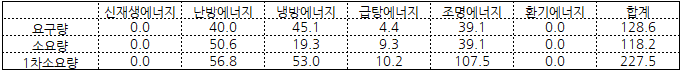 신재생에너지 난방에너지 냉방에너지 급탕에너지 조명에너지 환기에너지 합계
요구량 0.0 40.0 45.1 4.4 39.1 0.0 128.6
소요량 0.0 50.6 19.3 9.3 39.1 0.0 118.2
1차소요량 0.0 56.8 53.0 10.2 107.5 0.0 227.5